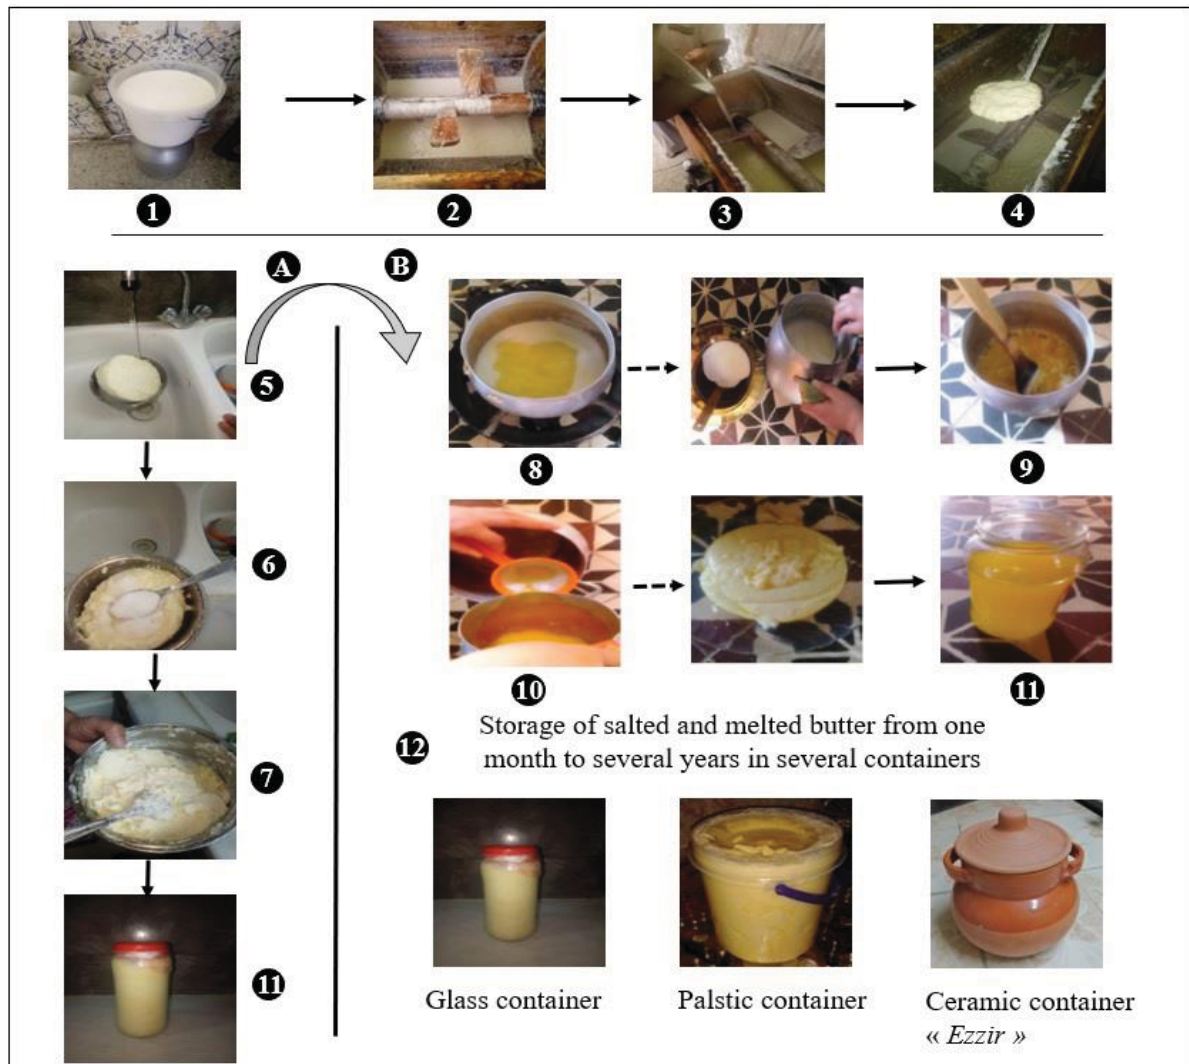 1
2
3
4
A
B
5
8
9
6
10
11
7
12
Storage of salted and melted butter from one
month to several years in several containers
11
Glass container
Palstic container
Ceramic container
« Ezzir »